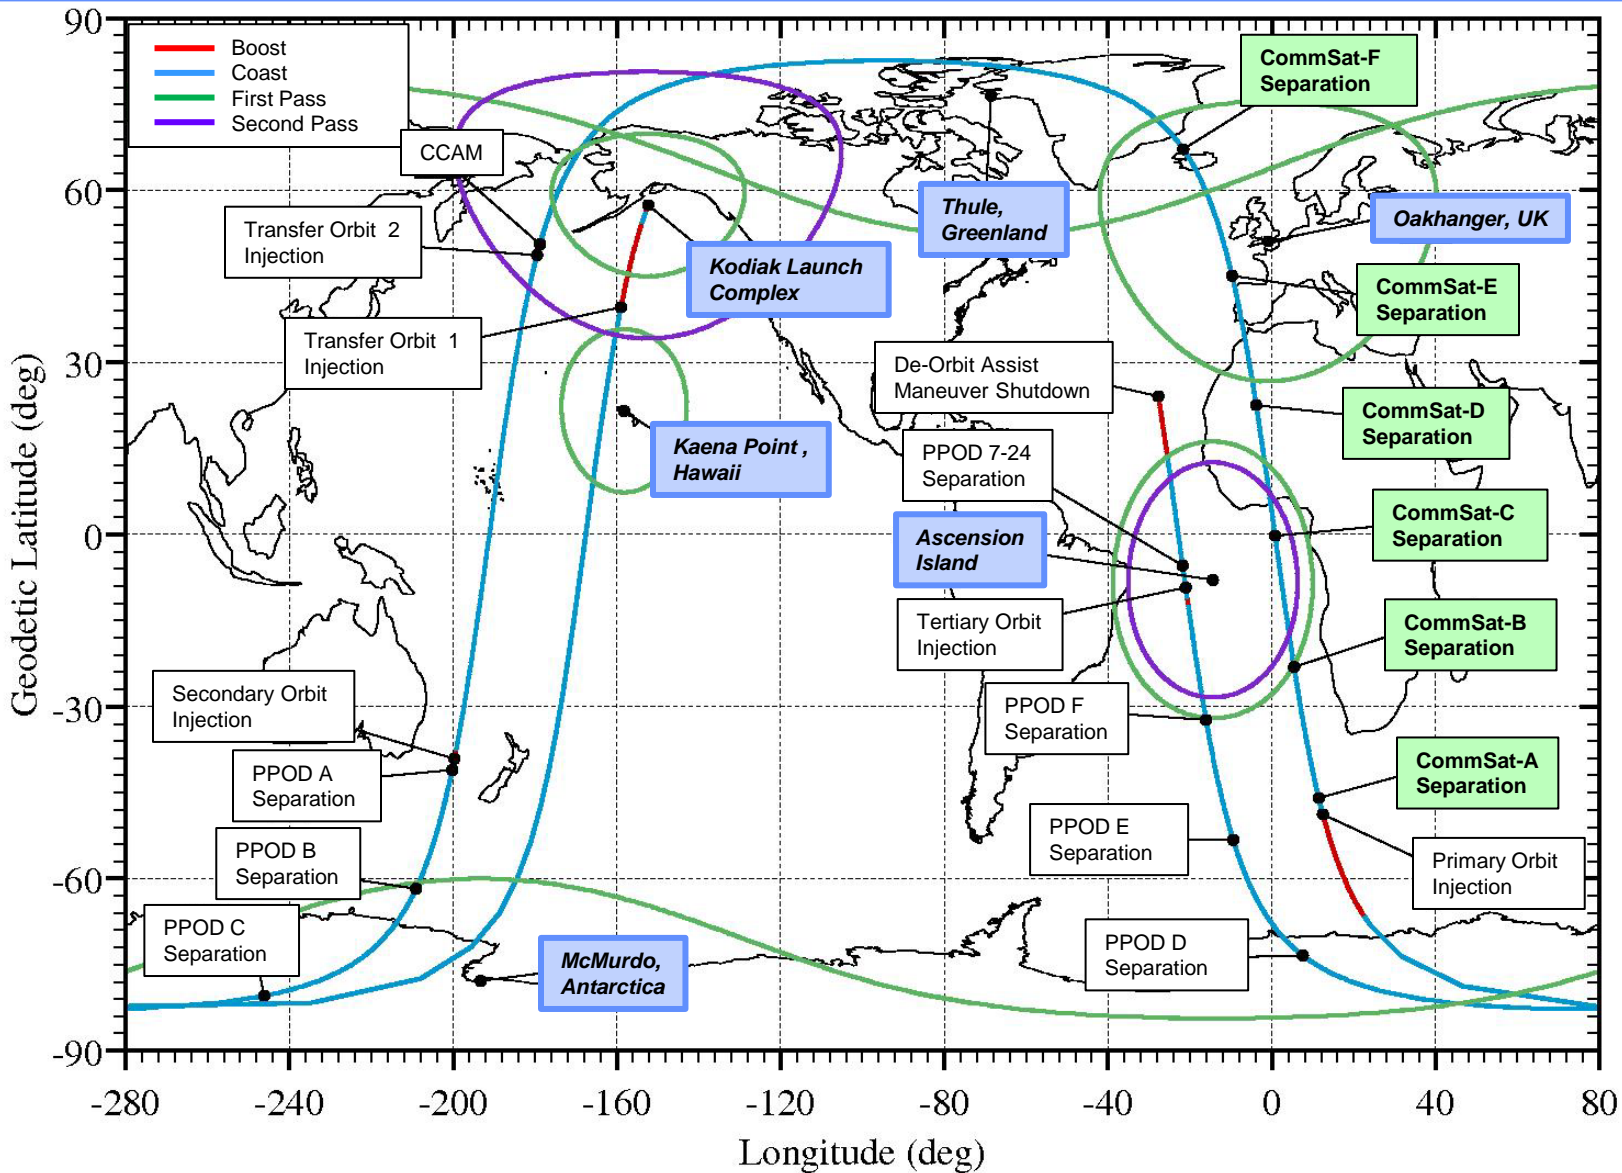 90
60
30
0
-30
-60
-90
Geodetic Latitude (deg)
Boost
Coast
First Pass
Second Pass
CCAM
Transfer Orbit 2
Injection
Transfer Orbit 1
Injection
Kodiak Launch
Complex
Kaena Point ,
Hawaii
Thule,
Greenland
CommSat-F
Separation
Oakhanger, UK
CommSat-E
Separation
De-Orbit Assist
Maneuver Shutdown
CommSat-D
Separation
PPOD 7-24
Separation
CommSat-C
Separation
Ascension
Island
Tertiary Orbit
Injection
CommSat-B
Separation
PPOD F
Separation
Secondary Orbit
Injection
PPOD A
Separation
CommSat-A
Separation
PPOD B
Separation
PPOD E
Separation
Primary Orbit
Injection
PPOD C
Separation
McMurdo,
Antarctica
PPOD D
Separation
-280
-240
-200
-160
-120
-80
-40
0
40
80
Longitude (deg)